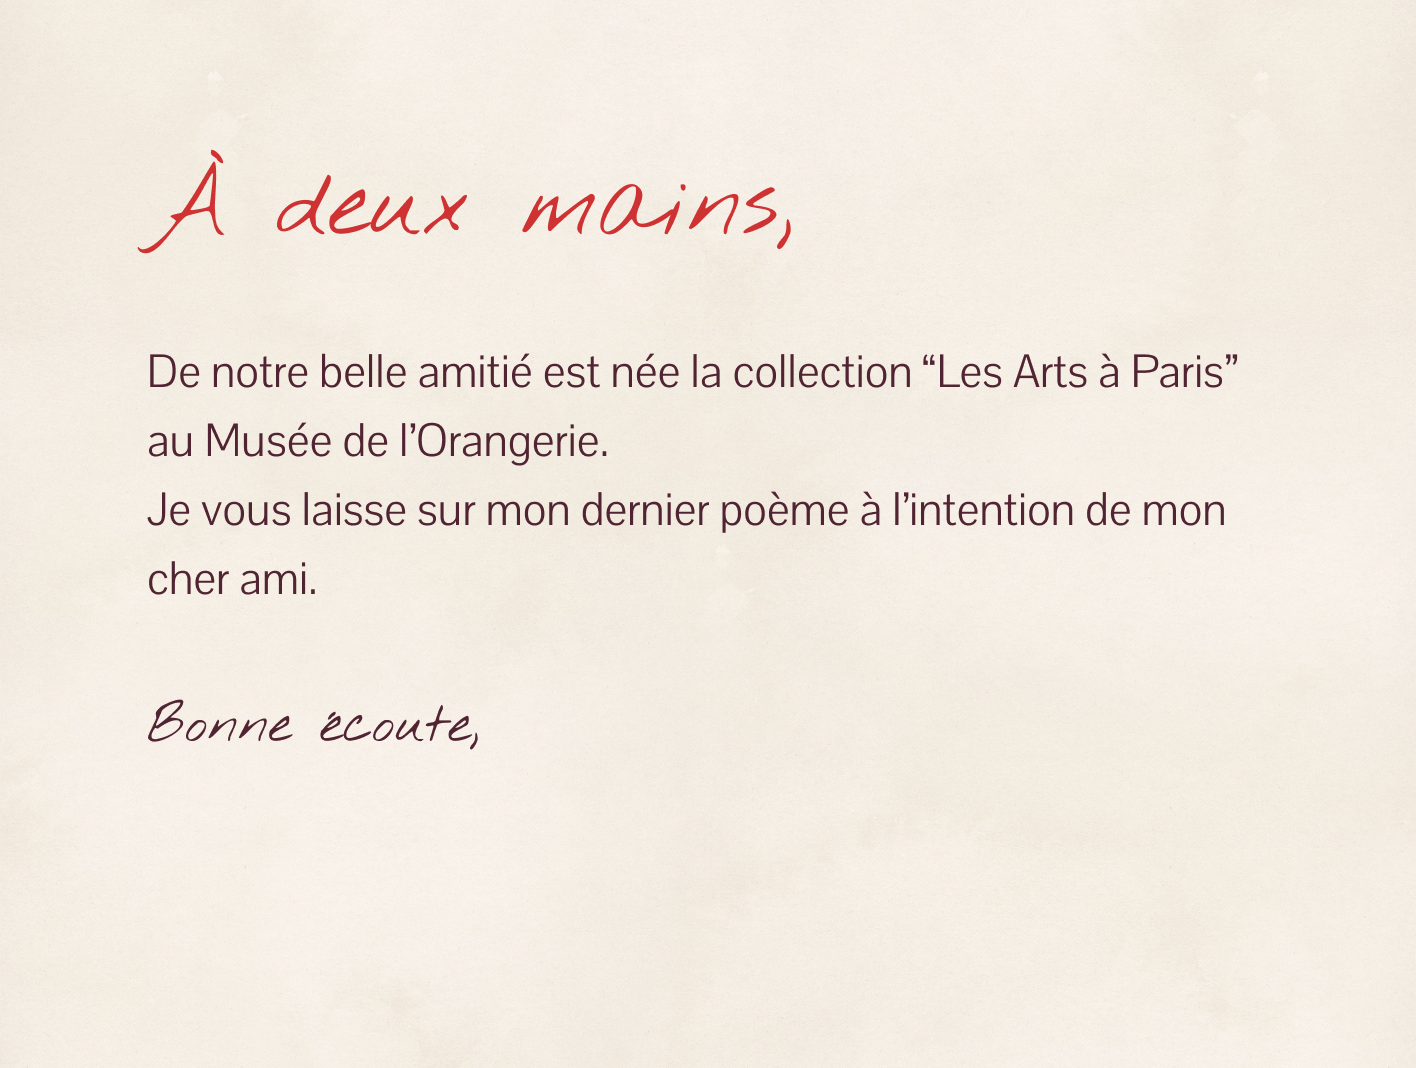 À deux mains,
De notre belle amitié est née la collection “Les Arts à Paris”
au Musée de l’Orangerie.
Je vous laisse sur mon dernier poème à l’intention de mon
cher ami.
Bonne écoute,